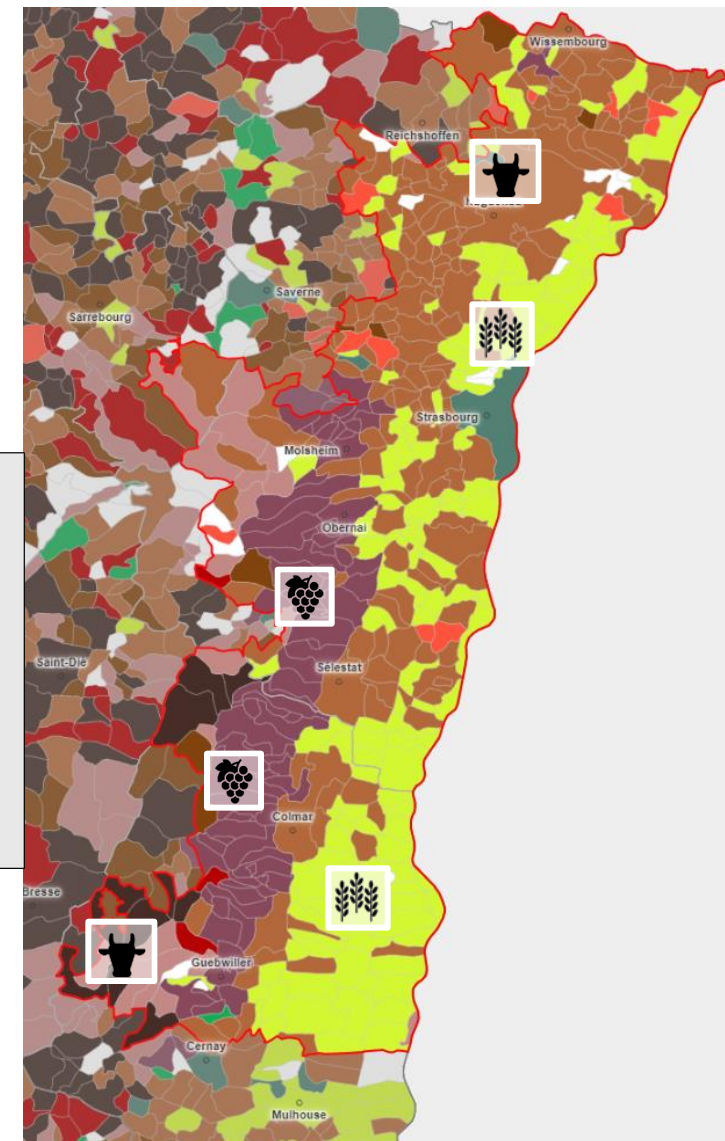 Wissembourg
Reichshoffen
Saverne
Sarrebourg
Strasbourg
Molsheim
Obernai
Saint-Dié
Sélestat
Colmar
Bresse
Guebwiller
Cernay
Mulhouse